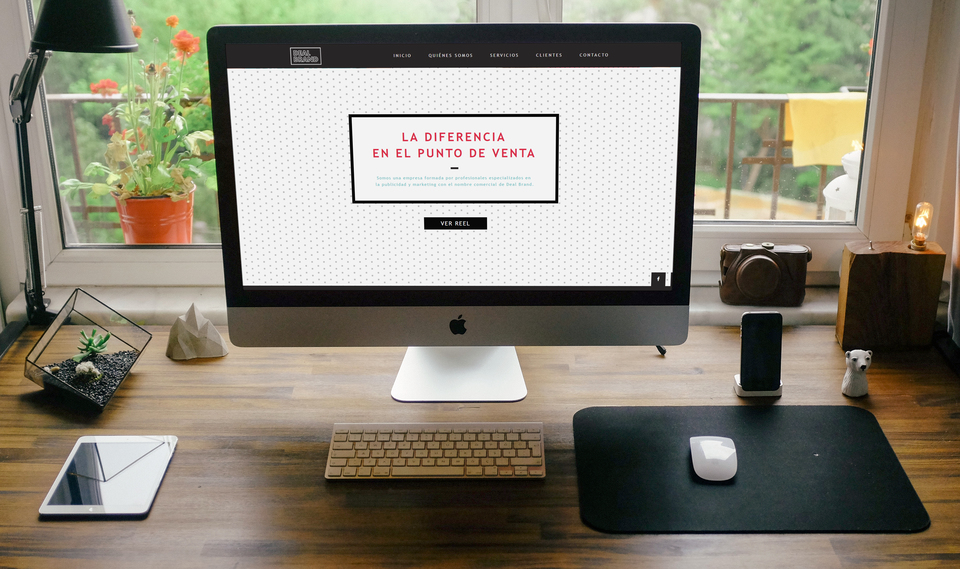 DEAL
BRAND
INICIO QUIÉNES SOMOS SERVICIOS CLIENTES CONTACTO
LA DIFERENCIA
EN EL PUNTO DE VENTA
Somos una empresa formada por profesionales especializados en
la publicidad y marketing con el nombre comercial de Deal Brand.
VER REEL
f